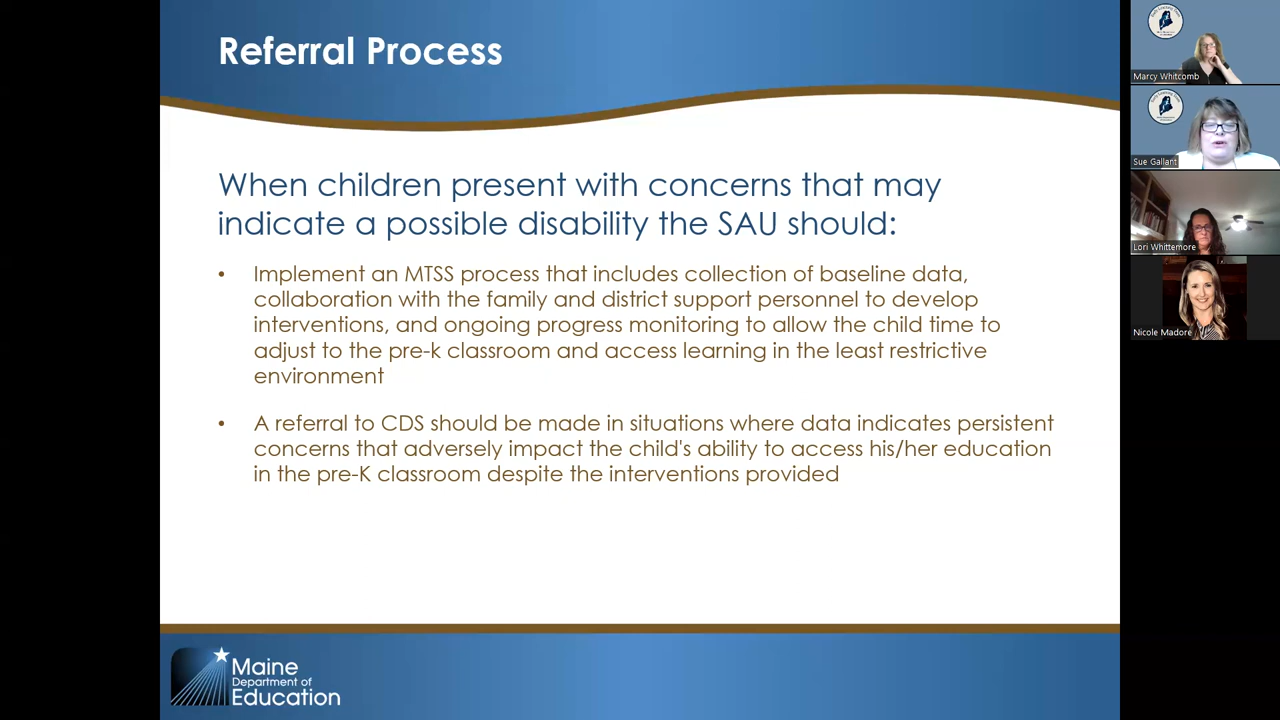 Referral Process
When children present with concerns that may
indicate a possible disability the SAU should:
• Implement an MTSS process that includes collection of baseline data,
collaboration with the family and district support personnel to develop
interventions, and ongoing progress monitoring to allow the child time to
adjust to the pre-k classroom and access learning in the least restrictive
environment
• A referral to CDS should be made in situations where data indicates persistent
concerns that adversely impact the child's ability to access his/her education
in the pre-K classroom despite the interventions provided
Maine
Department of
Education
Marcy Whitcomb
Sue Gallant
Lori Whittemore
Nicole Madore